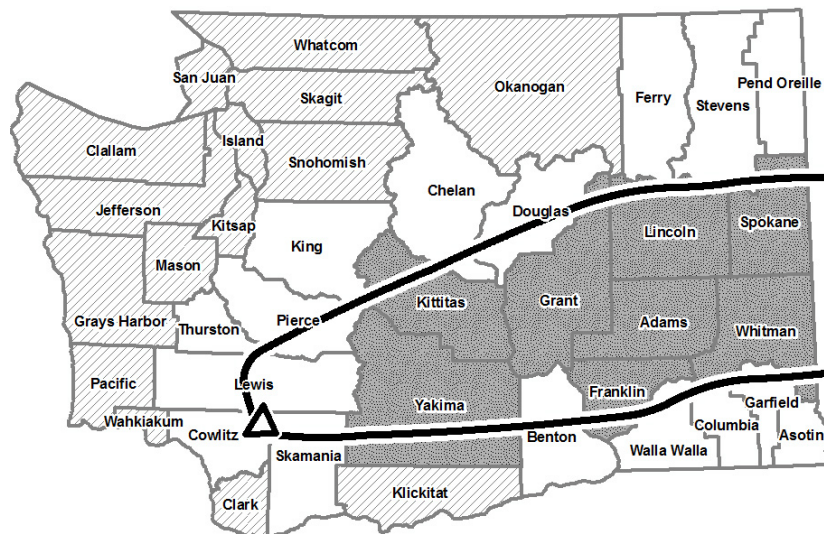 Whatcom
San Juan
Skagit
Okanogan
Ferry
Stevens
Pend Oreille
Clallam
Island
Snohomish
Chelan
Jefferson
Kitsap
Douglas
King
Lincoln
Spokane
Mason
Kittitas
Grant
Grays Harbor
Thurston
Pierce
Adams
Whitman
Pacific
Lewis
Yakima
Franklin
Garfield
Wahkiakum
Cowlitz
Skamania
Benton
Columbia
Asotin
Walla Walla
Clark
Klickitat